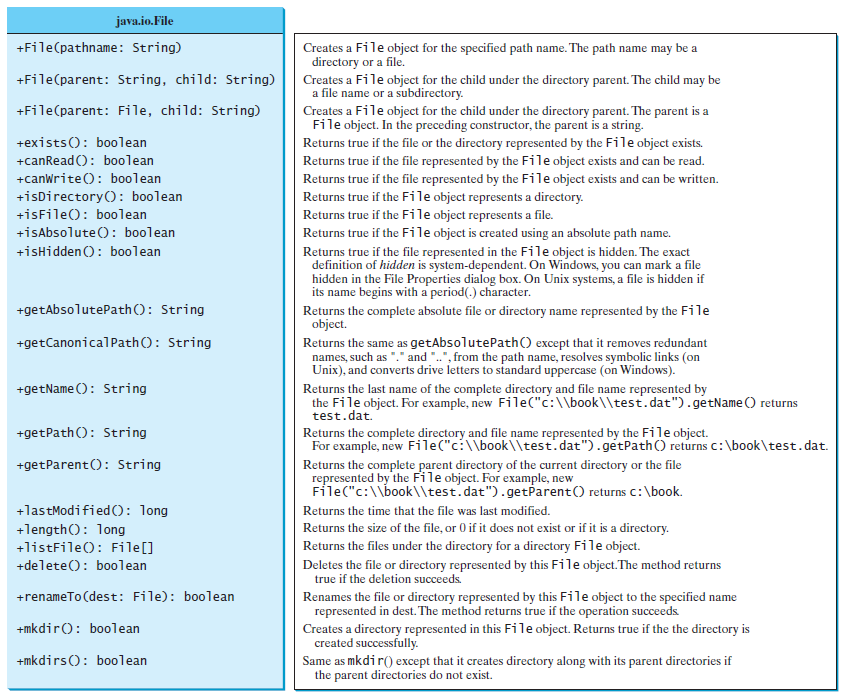 java.io.File
+File(pathname: String)
Creates a File object for the specified path name. The path name may be a
directory or a file.
+File(parent: String, child: String)
Creates a File object for the child under the directory parent. The child may be
a file name or a subdirectory.
+File(parent: File, child: String)
Creates a File object for the child under the directory parent. The parent is a
File object. In the preceding constructor, the parent is a string.
+exists(): boolean
Returns true if the file or the directory represented by the File object exists.
+canRead(): boolean
Returns true if the file represented by the File object exists and can be read.
+canWrite(): boolean
Returns true if the file represented by the File object exists and can be written.
+isDirectory(): boolean
Returns true if the File object represents a directory.
+isFile(): boolean
Returns true if the File object represents a file.
+isAbsolute(): boolean
Returns true if the File object is created using an absolute path name.
+isHidden(): boolean
Returns true if the file represented in the File object is hidden. The exact
definition of hidden is system-dependent. On Windows, you can mark a file
hidden in the File Properties dialog box. On Unix systems, a file is hidden if
its name begins with a period(.) character.
+getAbsolutePath(): String
Returns the complete absolute file or directory name represented by the File
object.
+getCanonicalPath(): String
Returns the same as getAbsolutePath() except that it removes redundant
names, such as "." and "..", from the path name, resolves symbolic links (on
Unix), and converts drive letters to standard uppercase (on Windows).
+getName(): String
Returns the last name of the complete directory and file name represented by
the File object. For example, new File("c:\\book\\test.dat").getName() returns
test.dat.
+getPath(): String
Returns the complete directory and file name represented by the File object.
For example, new File("c:\\book\\test.dat").getPath() returns c:\book\test.dat.
+getParent(): String
Returns the complete parent directory of the current directory or the file
represented by the File object. For example, new
File("c:\\book\\test.dat").getParent() returns c:\book.
+lastModified(): long
Returns the time that the file was last modified.
+length(): long
Returns the size of the file, or 0 if it does not exist or if it is a directory.
+listFile(): File[]
Returns the files under the directory for a directory File object.
+delete(): boolean
Deletes the file or directory represented by this File object.The method returns
true if the deletion succeeds.
+renameTo(dest: File): boolean
Renames the file or directory represented by this File object to the specified name
represented in dest. The method returns true if the operation succeeds.
+mkdir(): boolean
Creates a directory represented in this File object. Returns true if the the directory is
created successfully.
+mkdirs(): boolean
Same as mkdir() except that it creates directory along with its parent directories if
the parent directories do not exist.